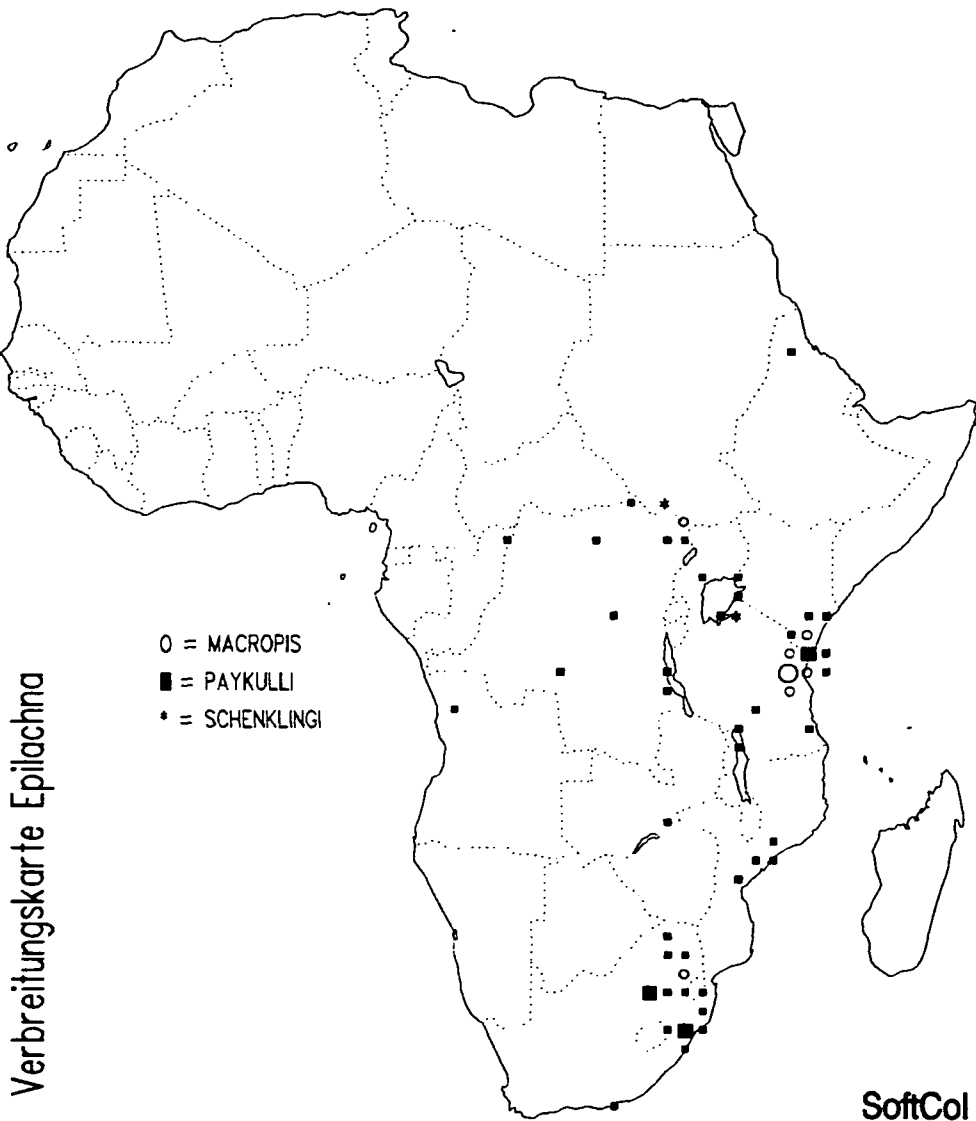 Verbreitungskarte Epilachna
O = MACROPIS
■ = PAYKULLI
* = SCHENKLINGI
SoftCol